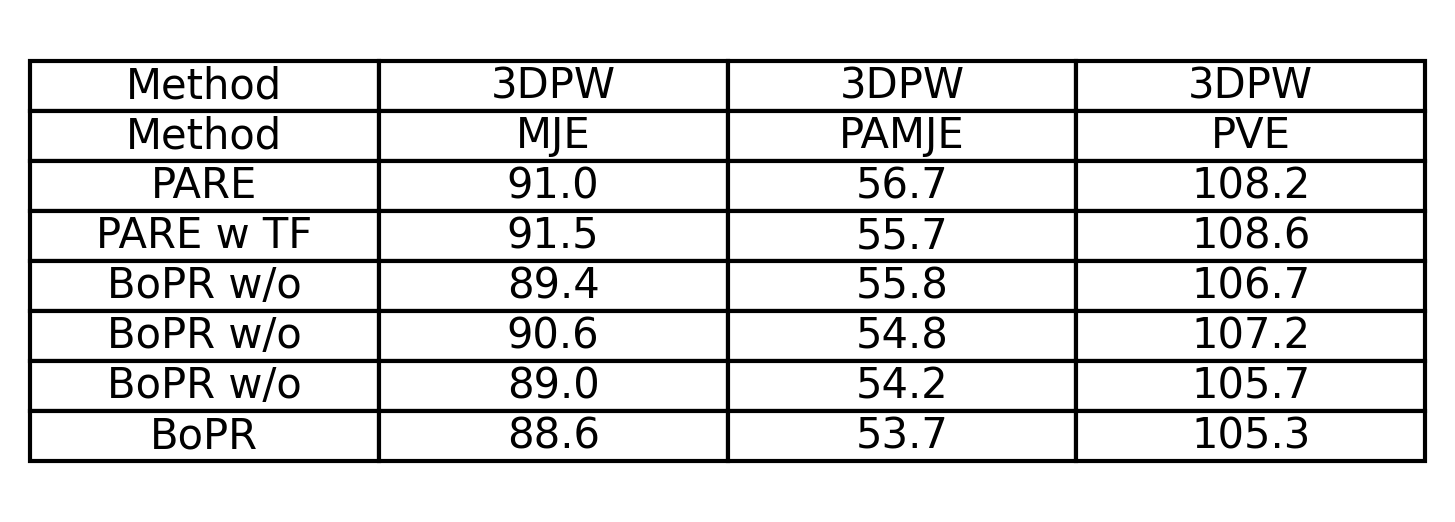 Method 3DPW 3DPW 3DPW
Method MJE PAMJE PVE
PARE 91.0 56.7 108.2
PARE w TF 91.5 55.7 108.6
BoPR w/o 89.4 55.8 106.7
BoPR w/o 90.6 54.8 107.2
BoPR w/o 89.0 54.2 105.7
BoPR 88.6 53.7 105.3